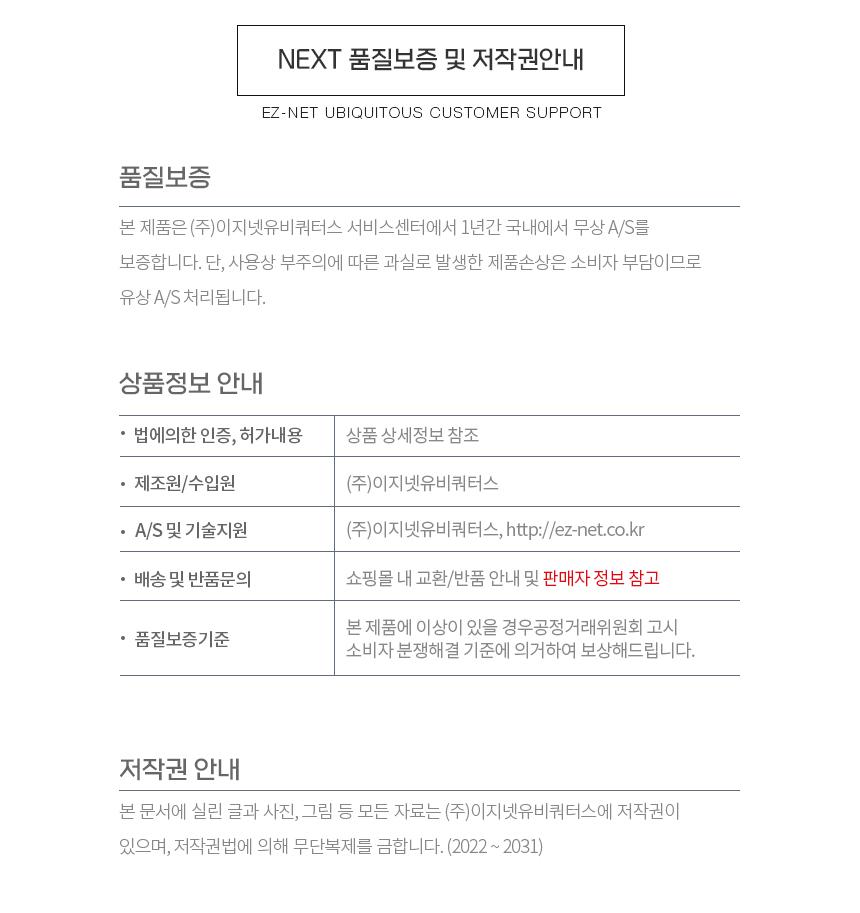 NEXT 품질보증 및 저작권안내
EZ-NET UBIQUITOUS CUSTOMER SUPPORT
품질보증
본 제품은 (주)이지넷유비쿼터스 서비스센터에서 1년간 국내에서 무상 A/S를
보증합니다. 단, 사용상 부주의에 따른 과실로 발생한 제품손상은 소비자 부담이므로
유상 A/S 처리됩니다.
상품정보 안내
• 법에의한 인증, 허가내용 상품 상세정보 참조
• 제조원/수입원 (주)이지넷유비쿼터스
• A/S 및 기술지원 (주)이지넷유비쿼터스, http://ez-net.co.kr
• 배송 및 반품문의 쇼핑몰 내 교환/반품 안내 및 판매자 정보 참고
• 품질보증기준 본 제품에 이상이 있을 경우공정거래위원회 고시
소비자 분쟁해결 기준에 의거하여 보상해드립니다.
저작권 안내
본 문서에 실린 글과 사진, 그림 등 모든 자료는 (주)이지넷유비쿼터스에 저작권이
있으며, 저작권법에 의해 무단복제를 금합니다. (2022 ~ 2031)